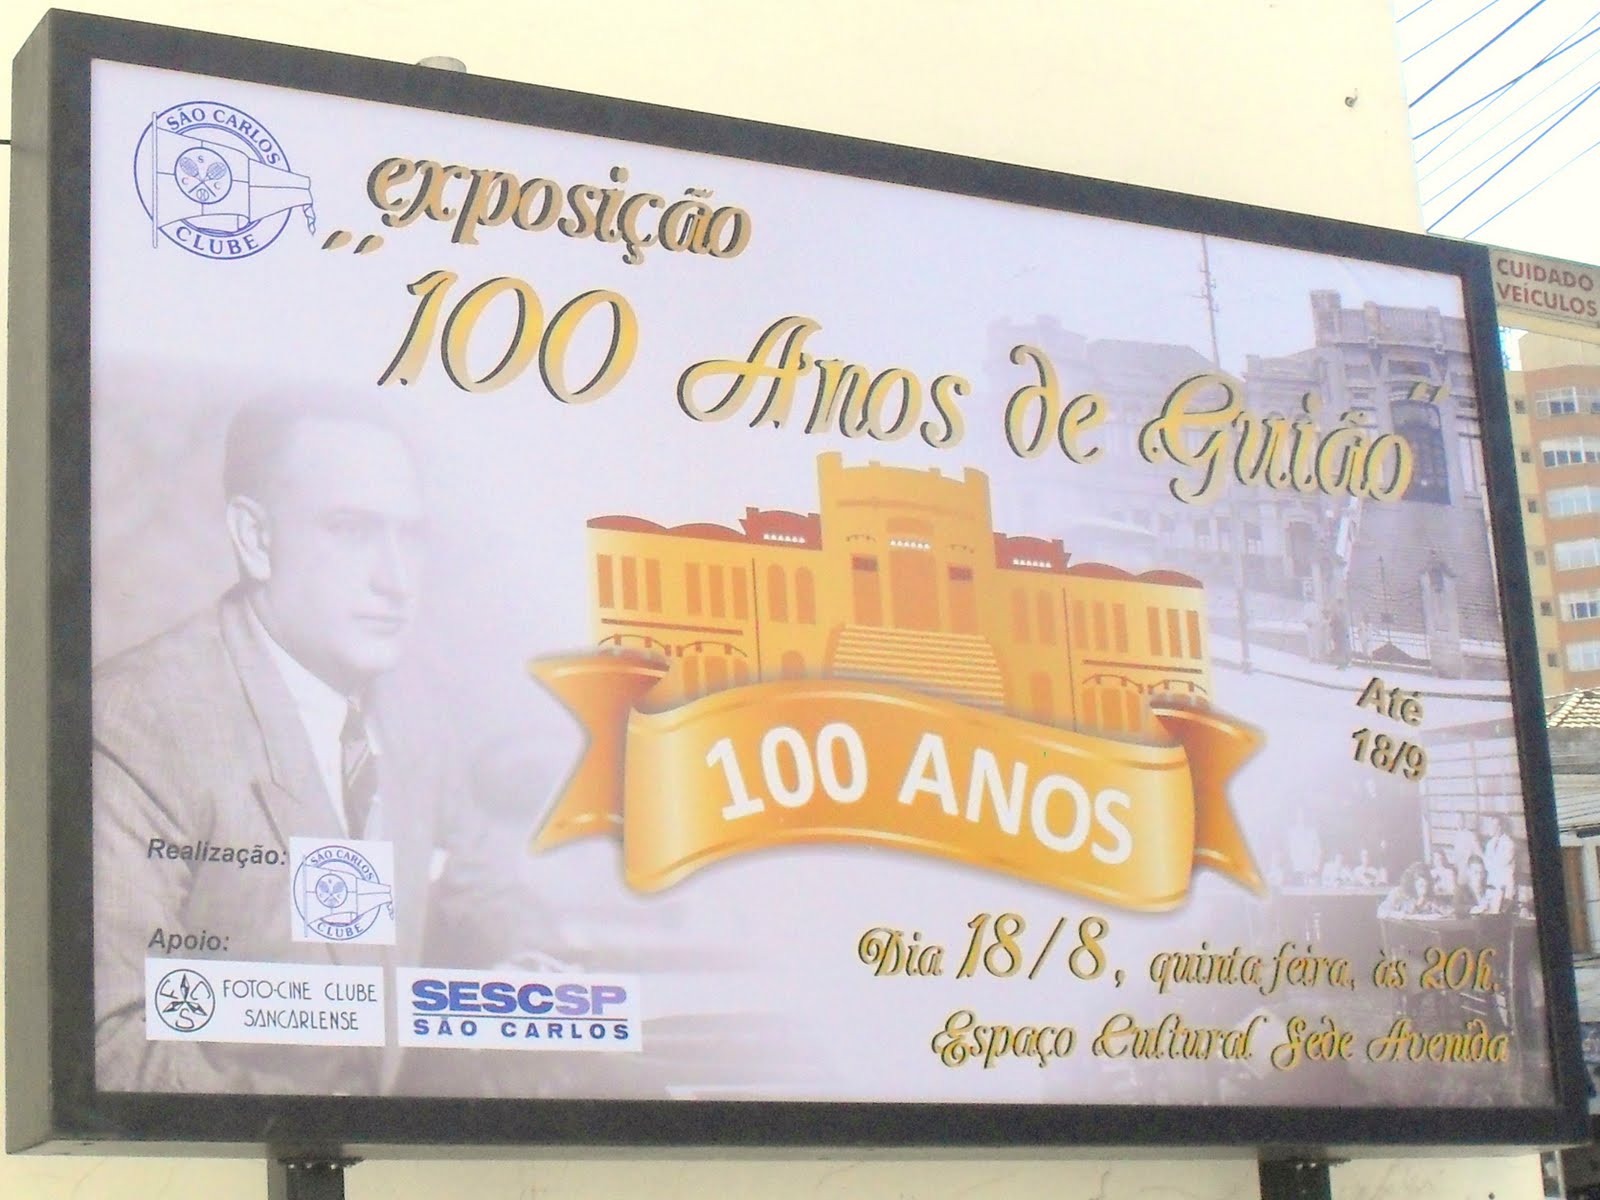 SÃO CARLOS
S
C C
CLUBE
exposição
"100 Anos de Guião"
CUIDADO
VEÍCULOS
100 ANOS
Até
18/9
Realização:
SÃO CARLOS
CLUBE
Apoio:
FOTO-CINE CLUBE
SANCARLENSE
SESCSP
SÃO CARLOS
Dia 18/8, quinta feira, às 20h.
Espaço Cultural Sede Avenida